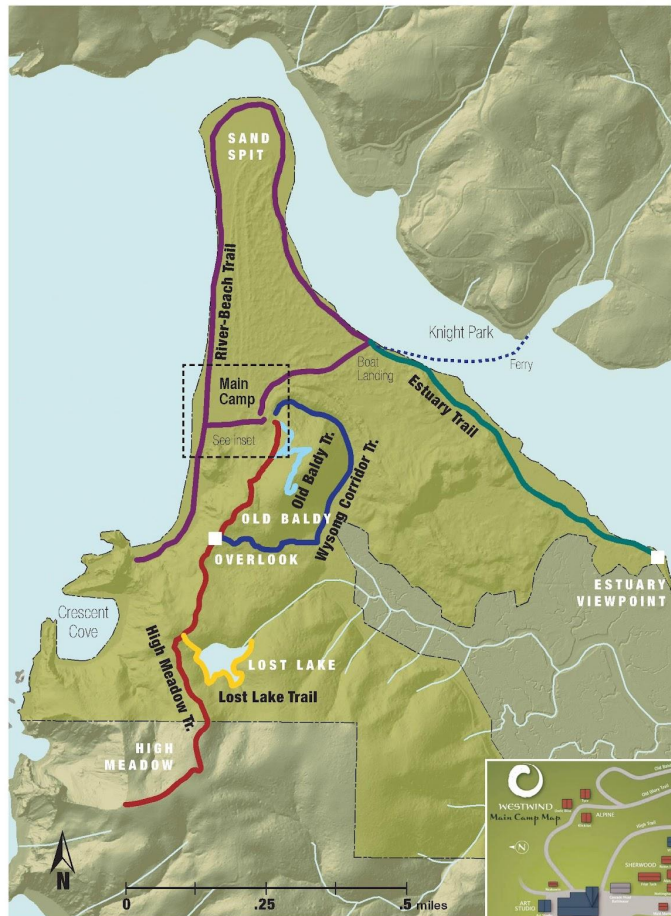 SAND
SPIT
River-Beach Trail
Knight Park
Ferry
Boat
Landing
Estuary Trail
Main
Camp
See inset
Old Baldy Tr.
Wysong Corridor Tr.
OLD BALDY
OVERLOOK
ESTUARY
VIEWPOINT
Crescent
Cove
High Meadow Tr.
LOST LAKE
Lost Lake Trail
HIGH
MEADOW
N
0 .25 .5 miles
WESTWIND
Main Camp Map
N
ALPINE
High Trail
SHERWOOD
ART
STUDIO